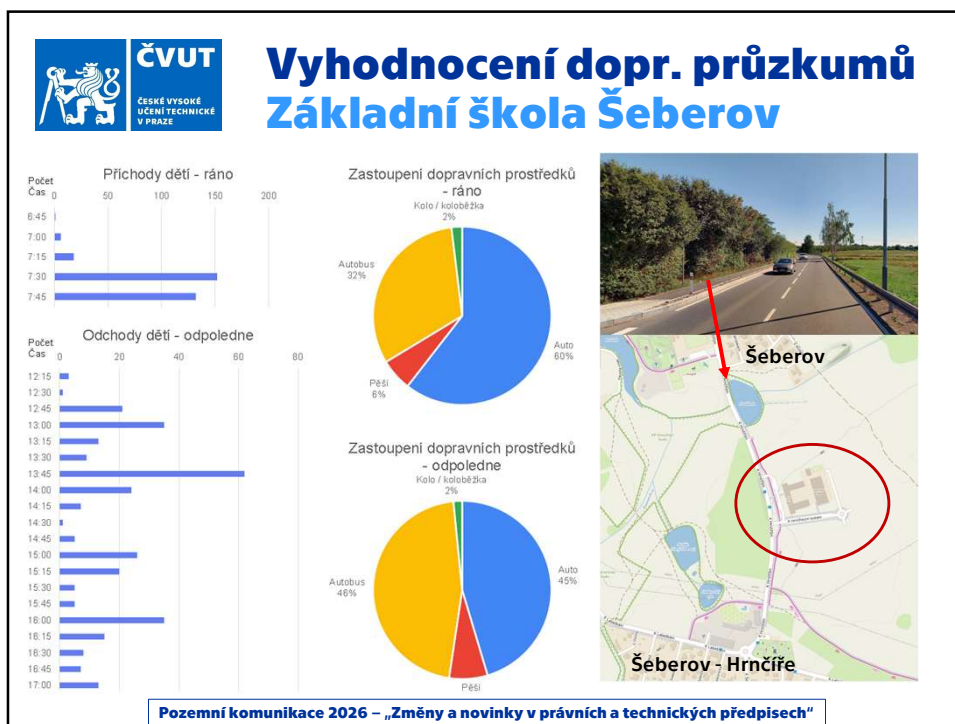 ČVUT
ČESKÉ VYSOKÉ
UČENÍ TECHNICKÉ
V PRAZE
Vyhodnocení dopr. průzkumů
Základní škola Šeberov
Příchody dětí - ráno
Počet
Čas
0
50
100
150
200
6:45
7:00
7:15
7:30
7:45
Odchody dětí - odpoledne
Počet
Čas
0
20
40
60
80
12:15
12:30
12:45
13:00
13:15
13:30
13:45
14:00
14:15
14:30
14:45
15:00
15:15
15:30
15:45
16:00
16:15
16:30
16:45
17:00
Zastoupení dopravních prostředků
- ráno
Kolo / koloběžka
2%
Autobus
32%
Auto
60%
Pěší
6%
Zastoupení dopravních prostředků
- odpoledne
Kolo / koloběžka
2%
Autobus
46%
Auto
45%
Pěší
Šeberov
Šeberov - Hrnčíře
Pozemní komunikace 2026 – „Změny a novinky v právních a technických předpisech“